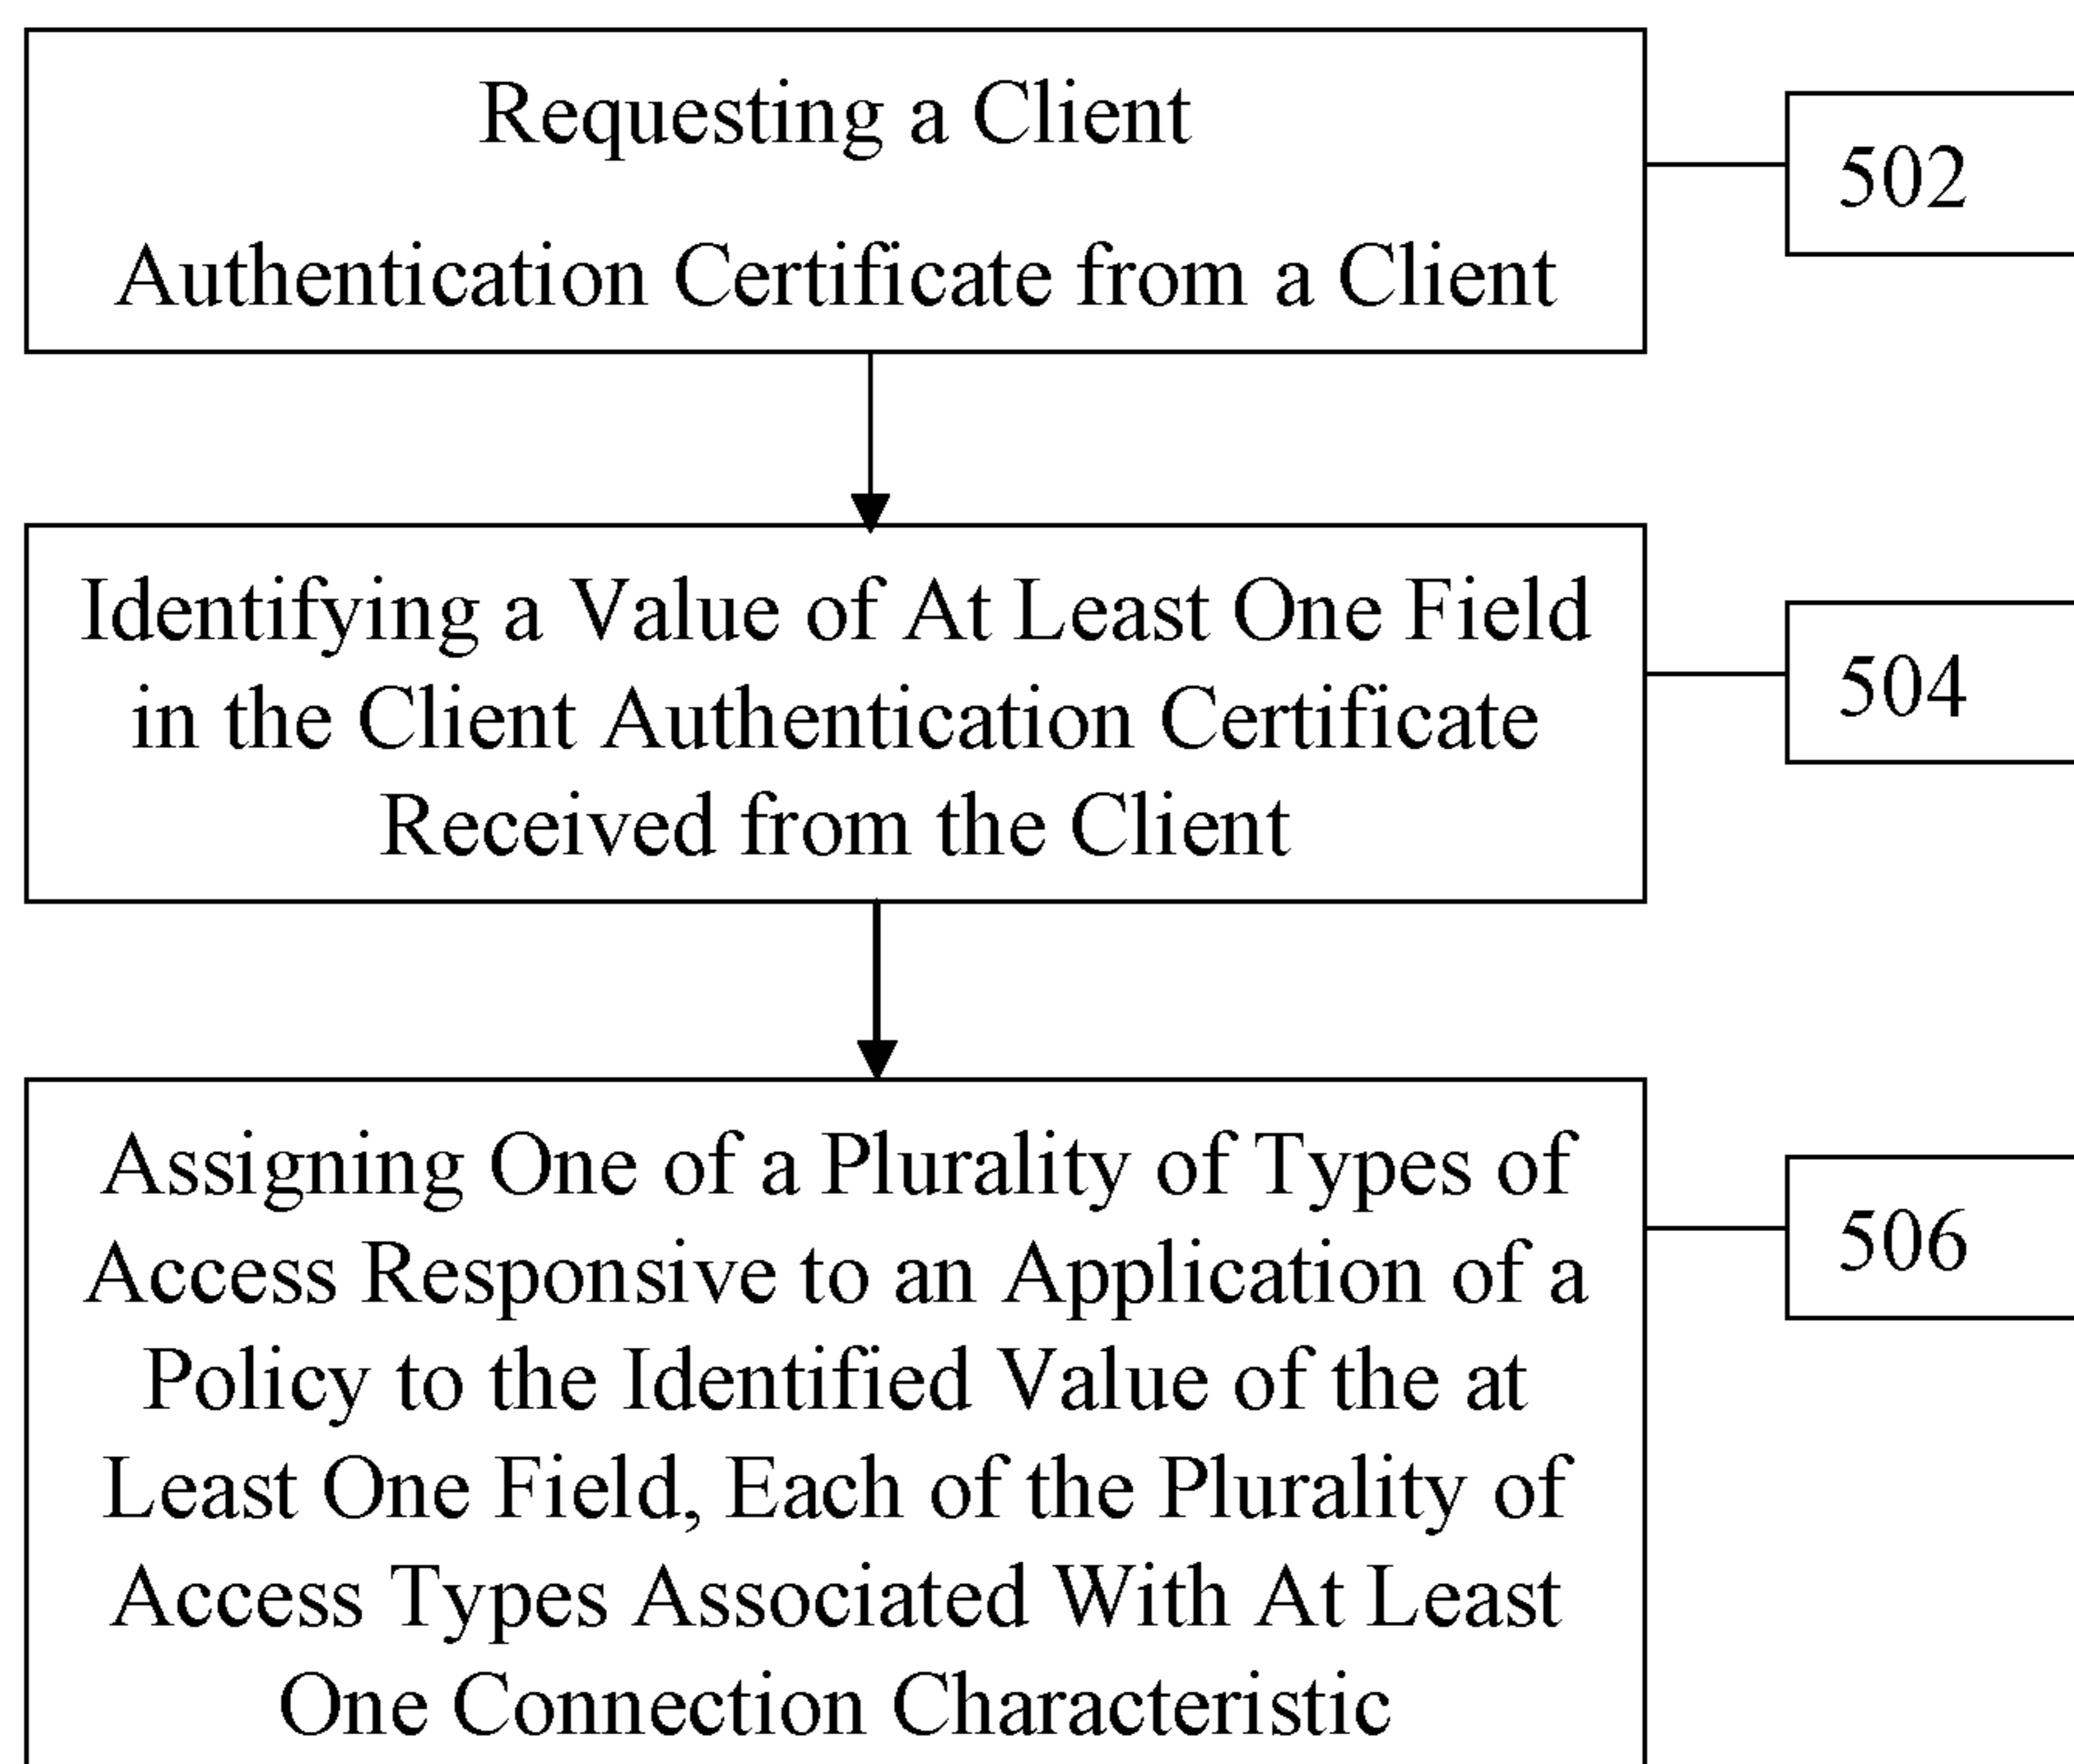 Requesting a Client
Authentication Certificate from a Client
502
Identifying a Value of At Least One Field
in the Client Authentication Certificate
Received from the Client
504
Assigning One of a Plurality of Types of
Access Responsive to an Application of a
Policy to the Identified Value of the at
Least One Field, Each of the Plurality of
Access Types Associated With At Least
One Connection Characteristic
506